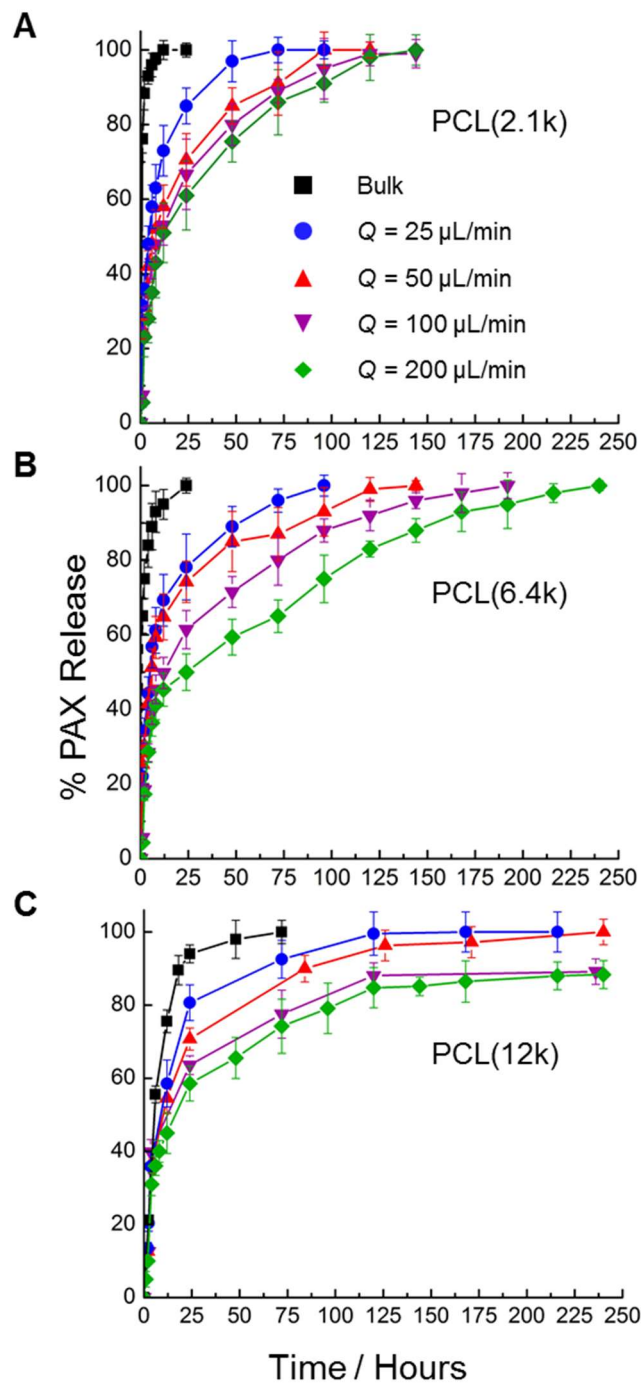 A
100
80
60
40
20
0
PCL(2.1k)
Bulk
Q = 25 µL/min
Q = 50 µL/min
Q = 100 µL/min
Q = 200 µL/min
0 25 50 75 100 125 150 175 200 225 250
B
100
80
60
40
20
0
PCL(6.4k)
% PAX Release
0 25 50 75 100 125 150 175 200 225 250
C
100
80
60
40
20
0
PCL(12k)
0 25 50 75 100 125 150 175 200 225 250
Time / Hours